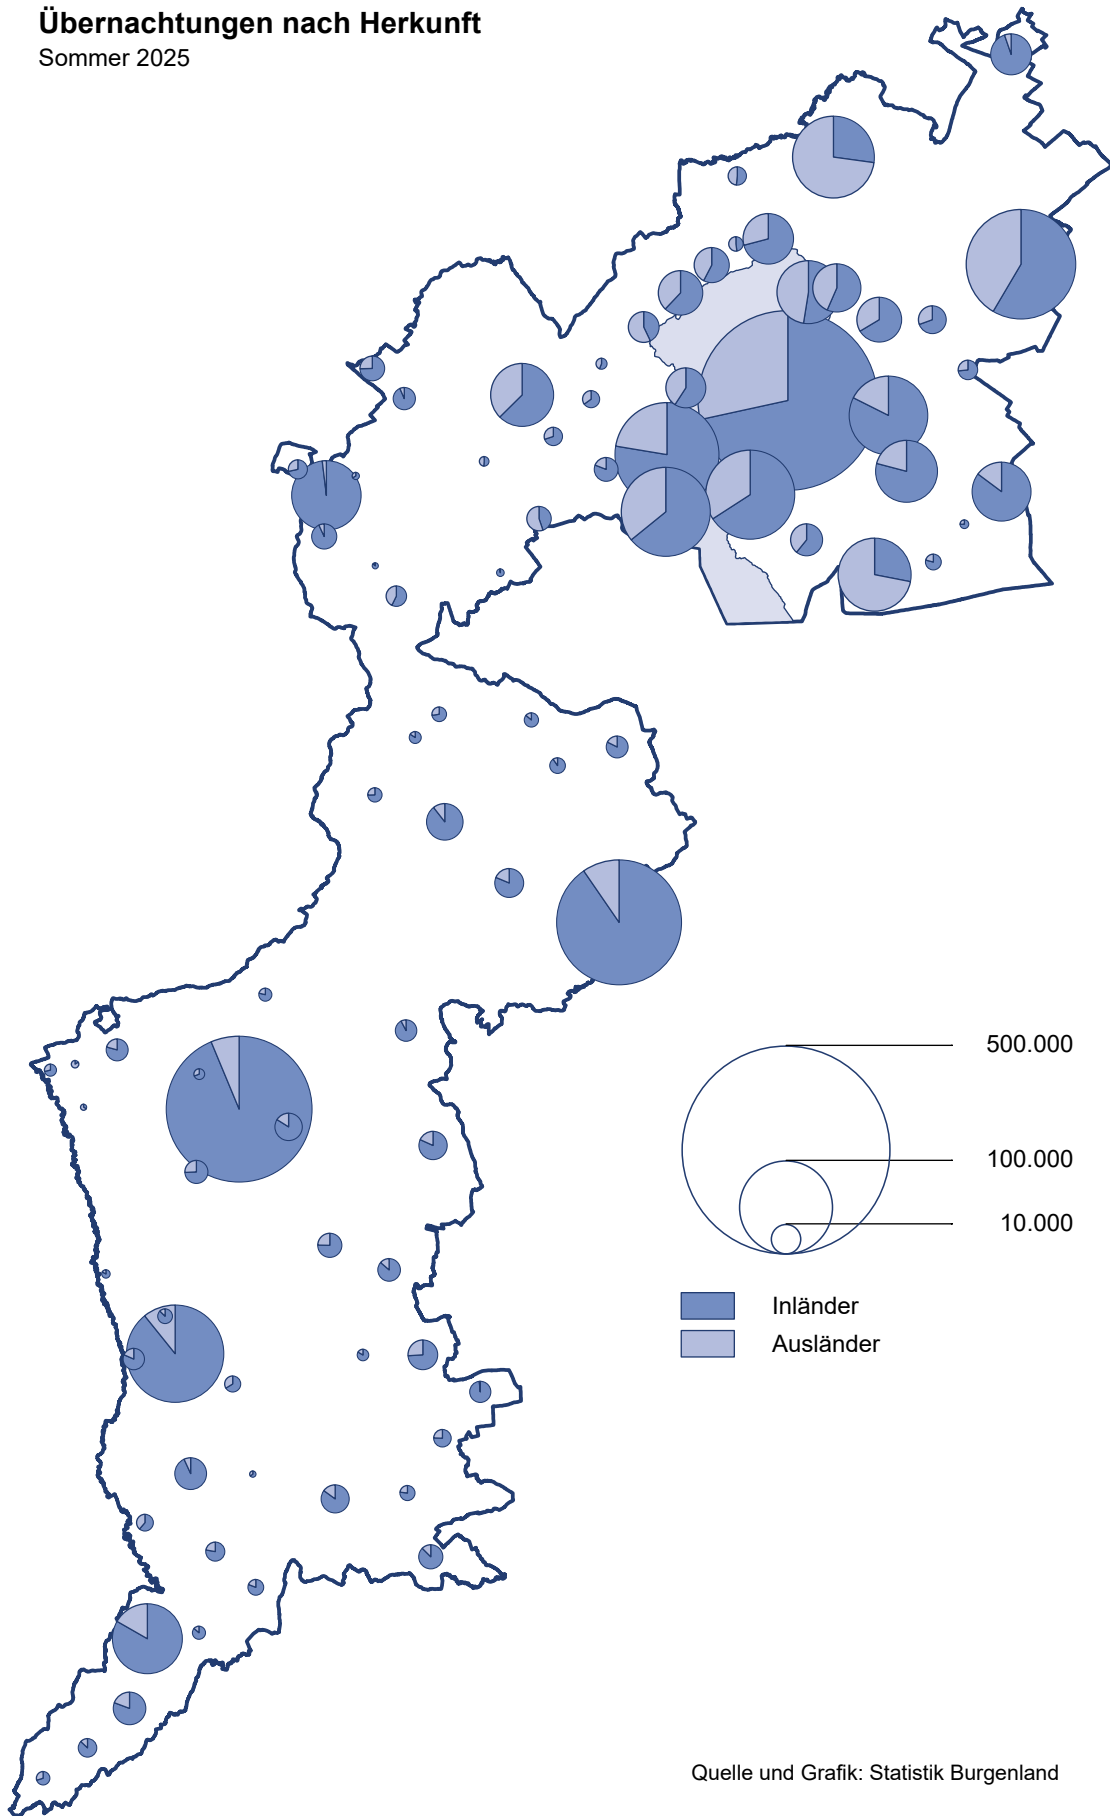 Übernachtungen nach Herkunft
Sommer 2025
500.000
100.000
10.000
Inländer
Ausländer
Quelle und Grafik: Statistik Burgenland